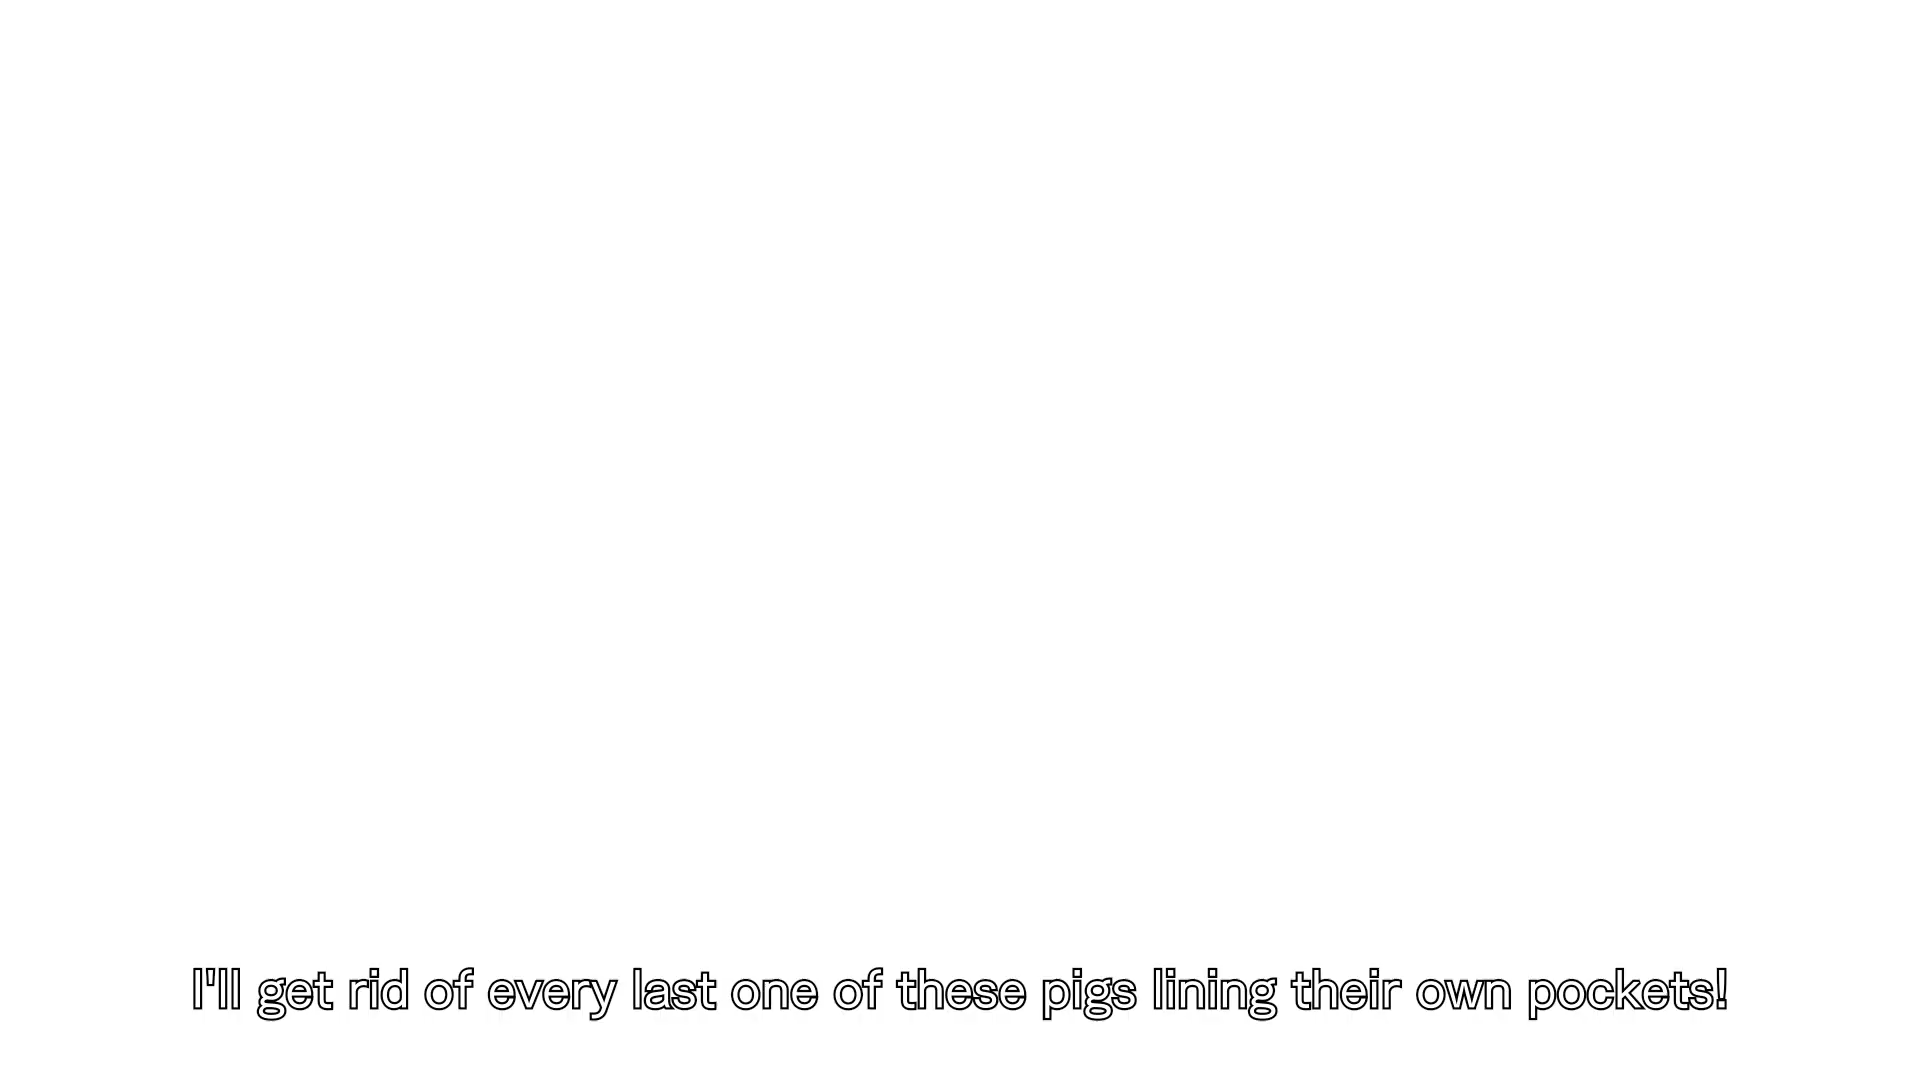 I'll get rid of every last one of these pigs lining their own pockets!